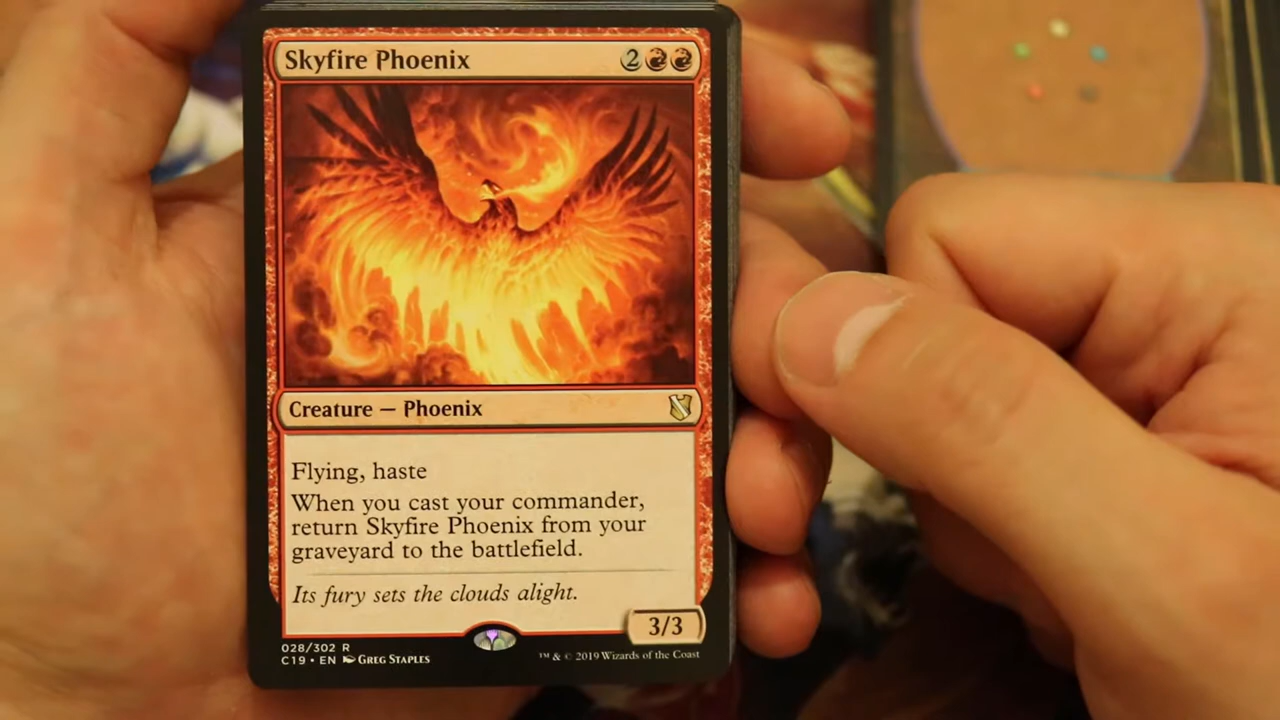 Skyfire Phoenix 2
Creature — Phoenix
Flying, haste
When you cast your commander,
return Skyfire Phoenix from your
graveyard to the battlefield.
Its fury sets the clouds alight.
3/3
028/302 R
C19 • EN Greg Staples
™ & © 2019 Wizards of the Coast